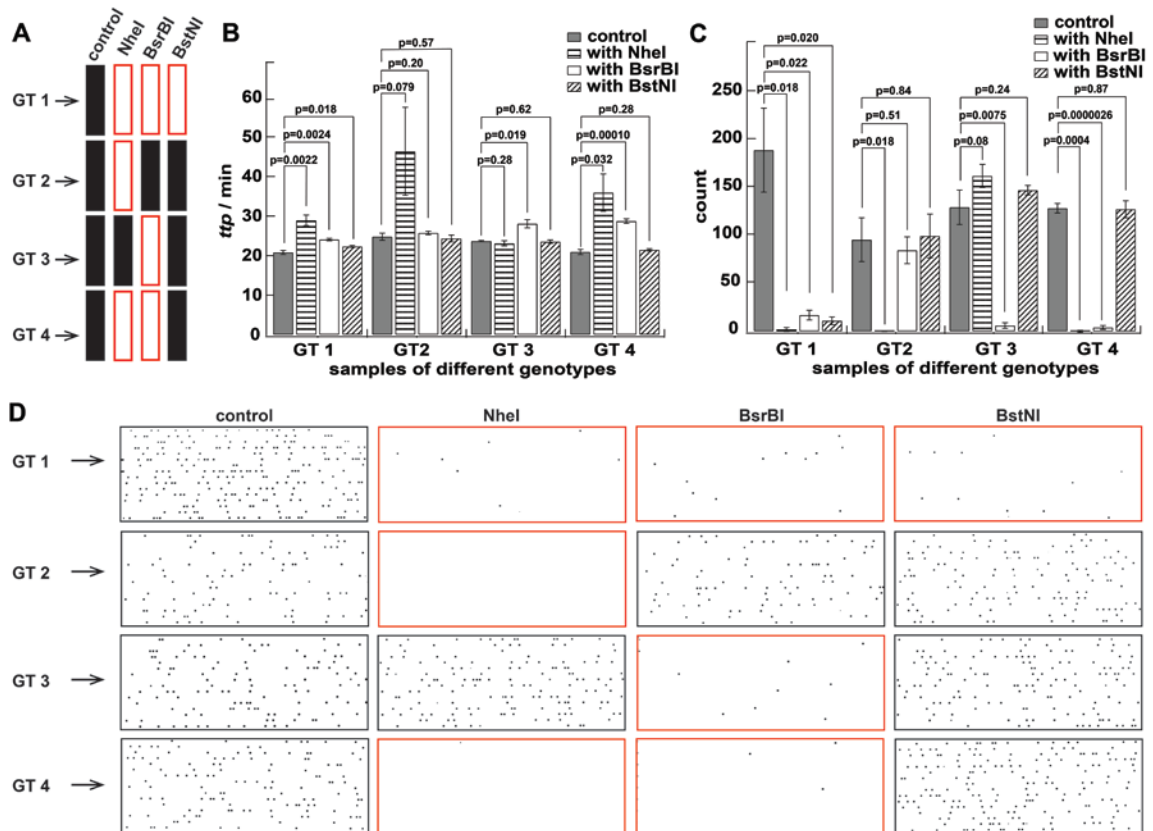 A
control
NheI
BsrBI
BstNI
GT 1
GT 2
GT 3
GT 4
B
control
with NheI
with BsrBI
with BstNI
ttp / min
60
50
40
30
20
10
0
p=0.018
p=0.0024
p=0.0022
p=0.57
p=0.20
p=0.079
p=0.62
p=0.019
p=0.28
p=0.28
p=0.00010
p=0.032
GT 1 GT2 GT 3 GT 4
samples of different genotypes
C
control
with NheI
with BsrBI
with BstNI
count
250
200
150
100
50
0
p=0.020
p=0.022
p=0.018
p=0.84
p=0.51
p=0.018
p=0.24
p=0.0075
p=0.08
p=0.87
p=0.0000026
p=0.0004
GT 1 GT2 GT 3 GT 4
samples of different genotypes
D
control NheI BsrBI BstNI
GT 1
GT 2
GT 3
GT 4